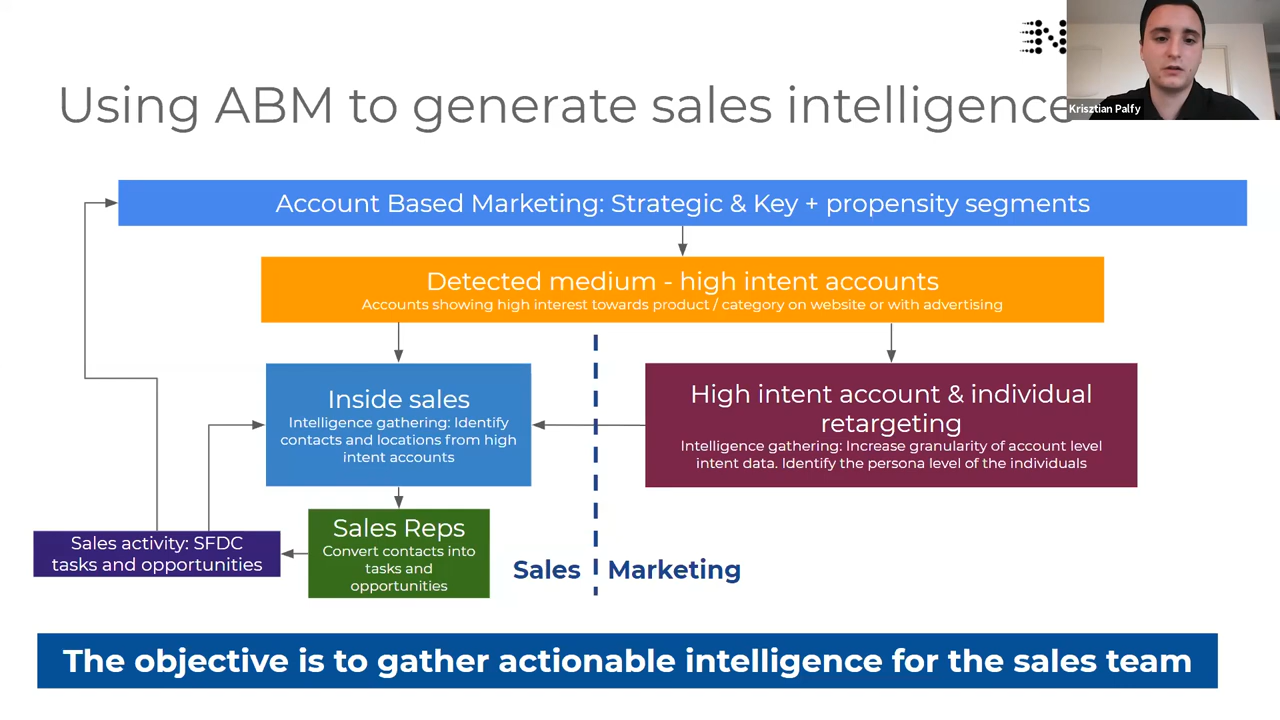 Using ABM to generate sales intelligence
Krisztian Palfy
Account Based Marketing: Strategic & Key + propensity segments
Detected medium - high intent accounts
Accounts showing high interest towards product / category on website or with advertising
Inside sales
Intelligence gathering: Identify
contacts and locations from high
intent accounts
High intent account & individual
retargeting
Intelligence gathering: Increase granularity of account level
intent data. Identify the persona level of the individuals
Sales Reps
Convert contacts into
tasks and
opportunities
Sales activity: SFDC
tasks and opportunities
Sales
Marketing
The objective is to gather actionable intelligence for the sales team